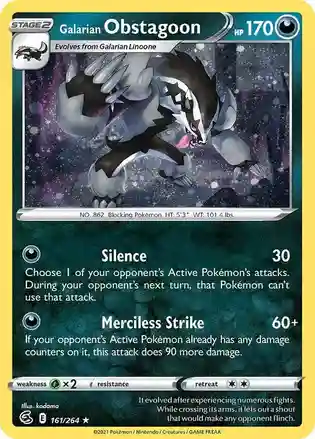 STAGE 2 Galarian Obstagoon HP 170
Evolves from Galarian Linoone
NO. 862 Blocking Pokémon HT: 5'3" WT: 101.4 lbs.
Silence 30
Choose 1 of your opponent's Active Pokémon's attacks.
During your opponent's next turn, that Pokémon can't
use that attack.
Merciless Strike 60+
If your opponent's Active Pokémon already has any damage
counters on it, this attack does 90 more damage.
weakness ×2 resistance retreat
Illus. kodama
E 161/264 ★
It evolved after experiencing numerous fights.
While crossing its arms, it lets out a shout
that would make any opponent flinch.
©2021 Pokémon / Nintendo / Creatures / GAME FREAK